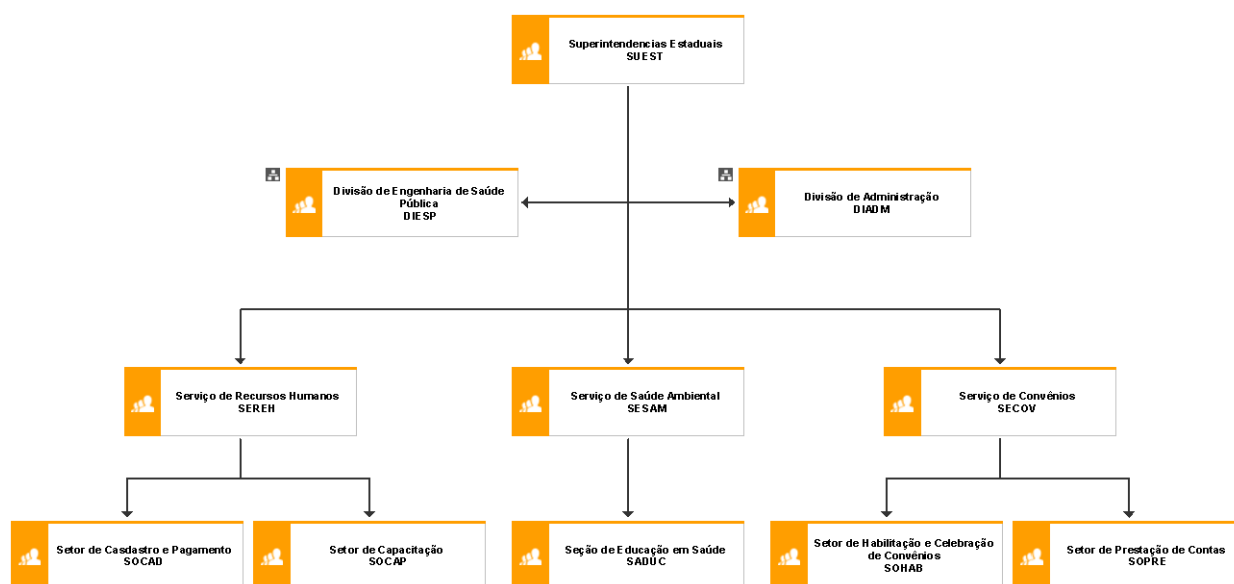 Superintendencias Estaduais
SUEST
Divisão de Engenharia de Saúde
Pública
DIESP
Divisão de Administração
DIADM
Serviço de Recursos Humanos
SEREH
Serviço de Saúde Ambiental
SESAM
Serviço de Convênios
SECOV
Setor de Casdastro e Pagamento
SOCAD
Setor de Capacitação
SOCAP
Seção de Educação em Saúde
SADUC
Setor de Habilitação e Celebração
de Convênios
SOHAB
Setor de Prestação de Contas
SOPRE